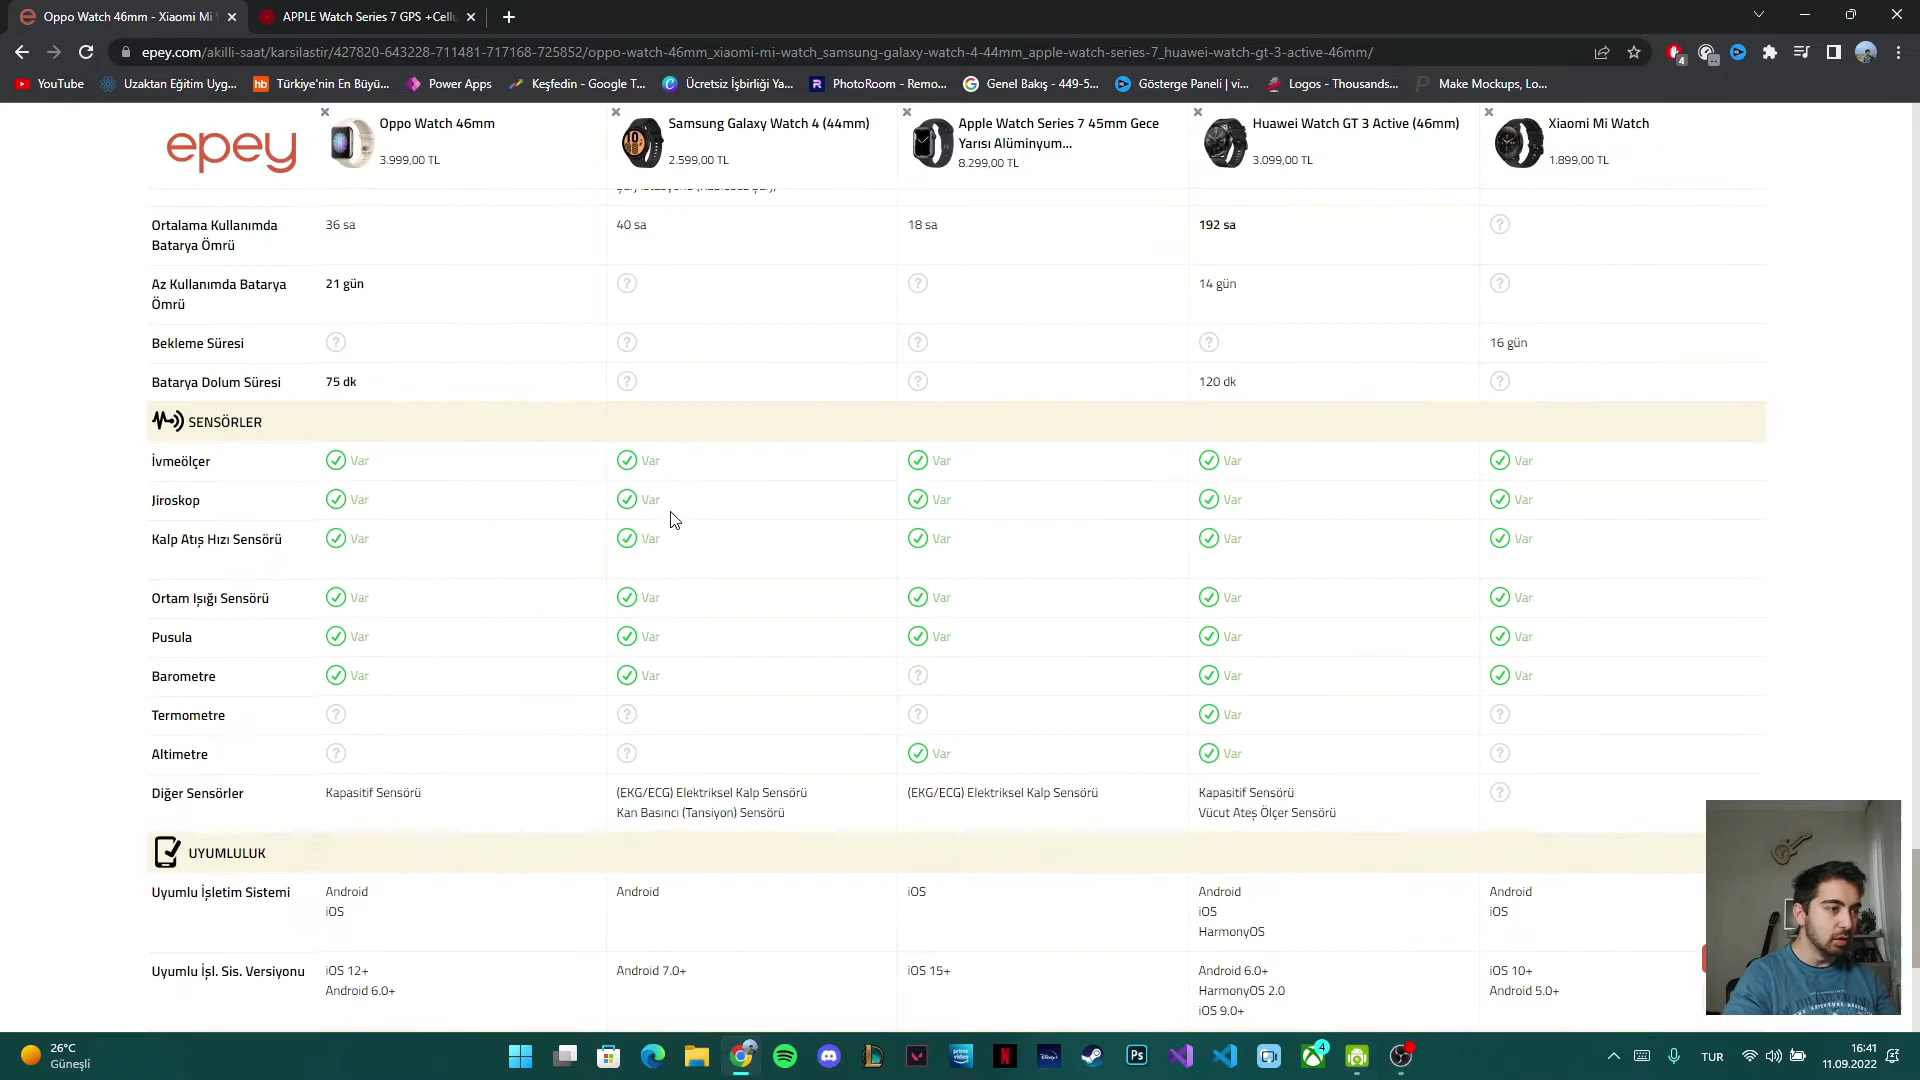 Oppo Watch 46mm - Xiaomi Mi
APPLE Watch Series 7 GPS +Cellu
epey.com/akilli-saat/karsilastir/427820-643228-711481-717168-725852/oppo-watch-46mm_xiaomi-mi-watch_samsung-galaxy-watch-4-44mm_apple-watch-series-7_huawei-watch-gt-3-active-46mm/
4
YouTube
Uzaktan Eğitim Uyg...
hb Türkiye'nin En Büyü...
Power Apps
Keşfedin - Google T...
Ücretsiz İşbirliği Ya...
R PhotoRoom - Remo...
Genel Bakış - 449-5...
Gösterge Paneli | vi...
Logos - Thousands...
Make Mockups, Lo...
epey
Oppo Watch 46mm
3.999,00 TL
Samsung Galaxy Watch 4 (44mm)
2.599,00 TL
Apple Watch Series 7 45mm Gece
Yarısı Alüminyum...
8.299,00 TL
Huawei Watch GT 3 Active (46mm)
3.099,00 TL
Xiaomi Mi Watch
1.899,00 TL
Ortalama Kullanımda
Batarya Ömrü
36 sa
40 sa
18 sa
192 sa
?
Az Kullanımda Batarya
Ömrü
21 gün
?
?
14 gün
?
Bekleme Süresi
?
?
?
?
16 gün
Batarya Dolum Süresi
75 dk
?
?
120 dk
?
SENSÖRLER
İvmeölçer
Var
Var
Var
Var
Var
Jiroskop
Var
Var
Var
Var
Var
Kalp Atış Hızı Sensörü
Var
Var
Var
Var
Var
Ortam Işığı Sensörü
Var
Var
Var
Var
Var
Pusula
Var
Var
Var
Var
Var
Barometre
Var
Var
?
Var
Var
Termometre
?
?
?
Var
?
Altimetre
?
?
Var
Var
?
Diğer Sensörler
Kapasitif Sensörü
(EKG/ECG) Elektriksel Kalp Sensörü
Kan Basıncı (Tansiyon) Sensörü
(EKG/ECG) Elektriksel Kalp Sensörü
Kapasitif Sensörü
Vücut Ateş Ölçer Sensörü
?
UYUMLULUK
Uyumlu İşletim Sistemi
Android
iOS
Android
iOS
Android
iOS
HarmonyOS
Android
iOS
Uyumlu İşl. Sis. Versiyonu
iOS 12+
Android 6.0+
Android 7.0+
iOS 15+
Android 6.0+
HarmonyOS 2.0
iOS 9.0+
iOS 10+
Android 5.0+
26°C
Güneşli
prime video
N
Disney+
Ps
4
TUR
16:41
11.09.2022